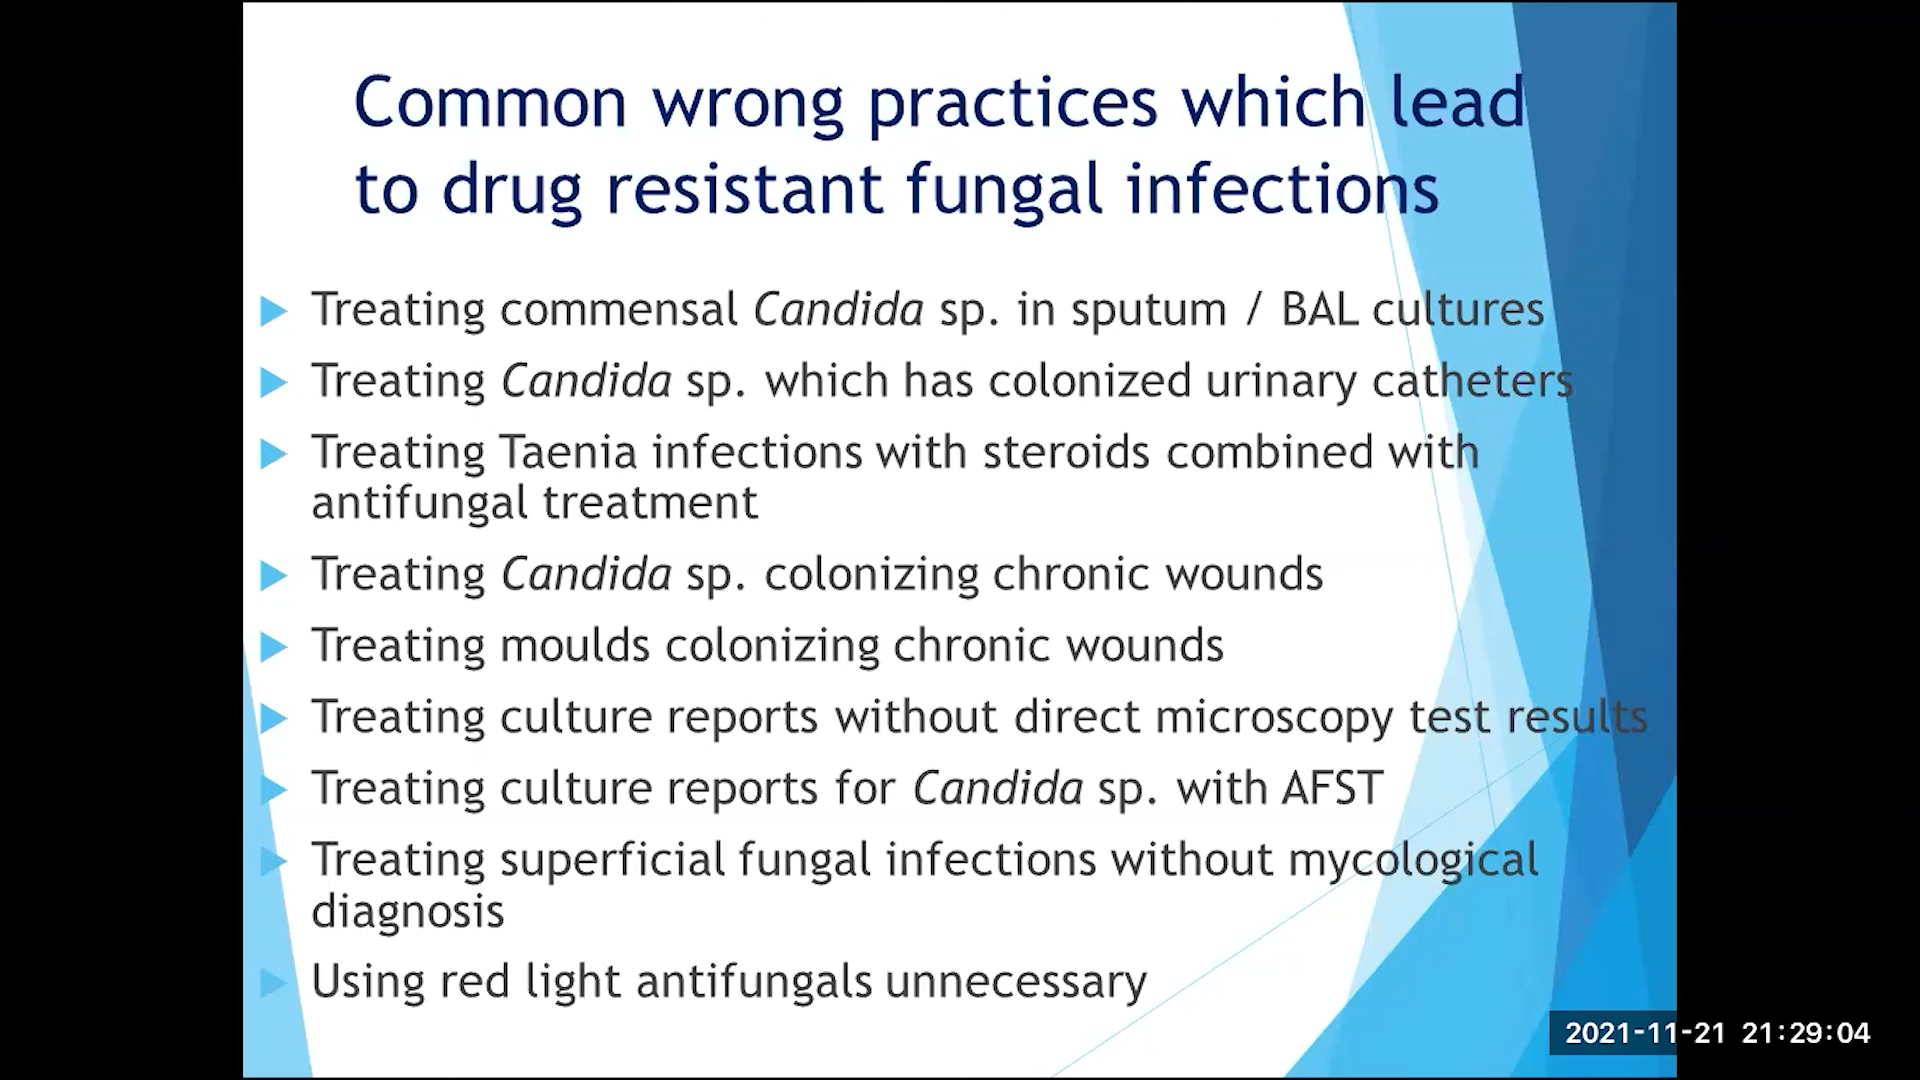 Common wrong practices which lead
to drug resistant fungal infections
Treating commensal Candida sp. in sputum / BAL cultures
Treating Candida sp. which has colonized urinary catheters
Treating Taenia infections with steroids combined with
antifungal treatment
Treating Candida sp. colonizing chronic wounds
Treating moulds colonizing chronic wounds
Treating culture reports without direct microscopy test results
Treating culture reports for Candida sp. with AFST
Treating superficial fungal infections without mycological
diagnosis
Using red light antifungals unnecessary
2021-11-21 21:29:04